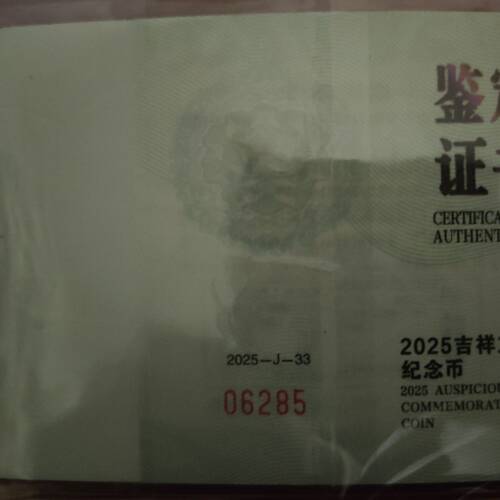 鉴
证
CERTIFICA
AUTHENT
2025-J-33
06285
2025吉祥
纪念币
2025 AUSPICIOU
COMMEMORAT
COIN